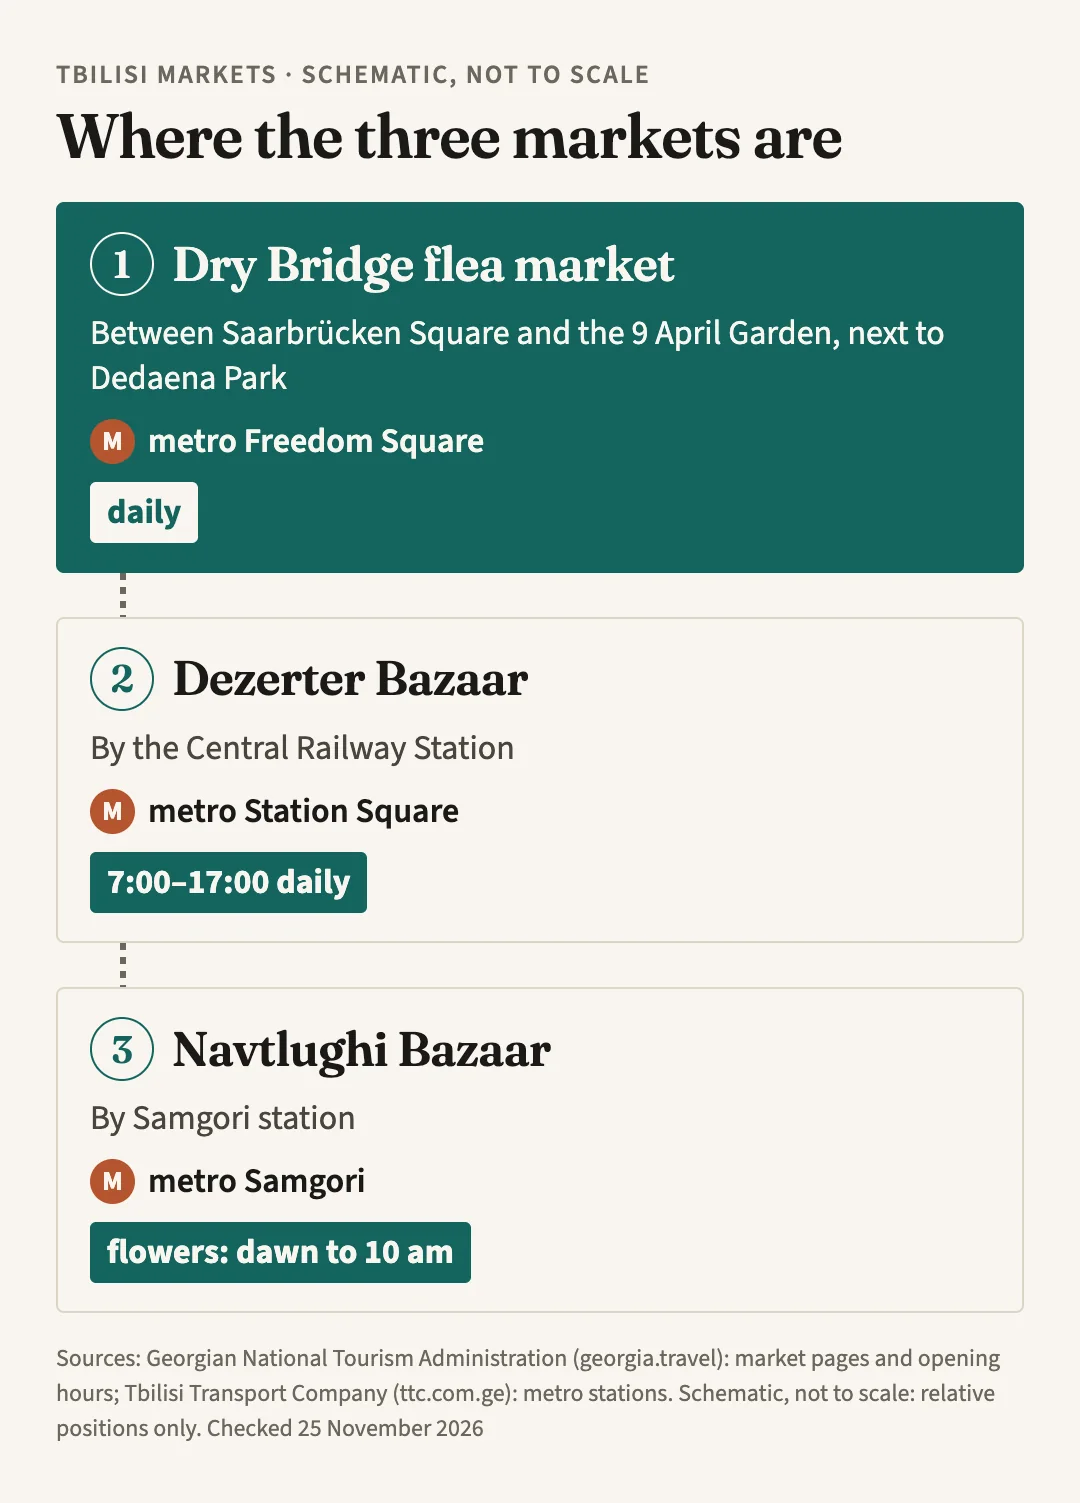 TBILISI MARKETS · SCHEMATIC, NOT TO SCALE
Where the three markets are
1 Dry Bridge flea market
Between Saarbrücken Square and the 9 April Garden, next to
Dedaena Park
M metro Freedom Square
daily
2 Dezerter Bazaar
By the Central Railway Station
M metro Station Square
7:00–17:00 daily
3 Navtlughi Bazaar
By Samgori station
M metro Samgori
flowers: dawn to 10 am
Sources: Georgian National Tourism Administration (georgia.travel): market pages and opening
hours; Tbilisi Transport Company (ttc.com.ge): metro stations. Schematic, not to scale: relative
positions only. Checked 25 November 2026